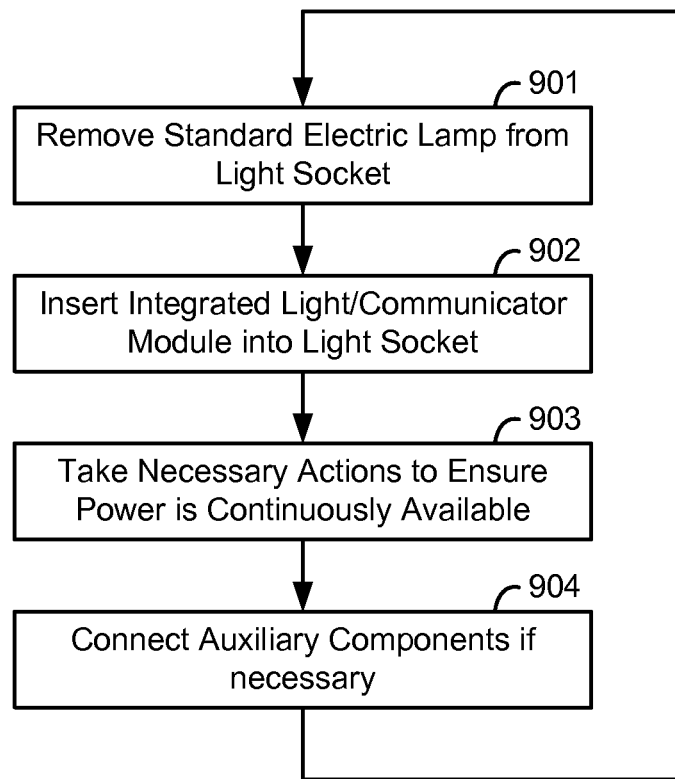 901
Remove Standard Electric Lamp from
Light Socket
902
Insert Integrated Light/Communicator
Module into Light Socket
903
Take Necessary Actions to Ensure
Power is Continuously Available
904
Connect Auxiliary Components if
necessary